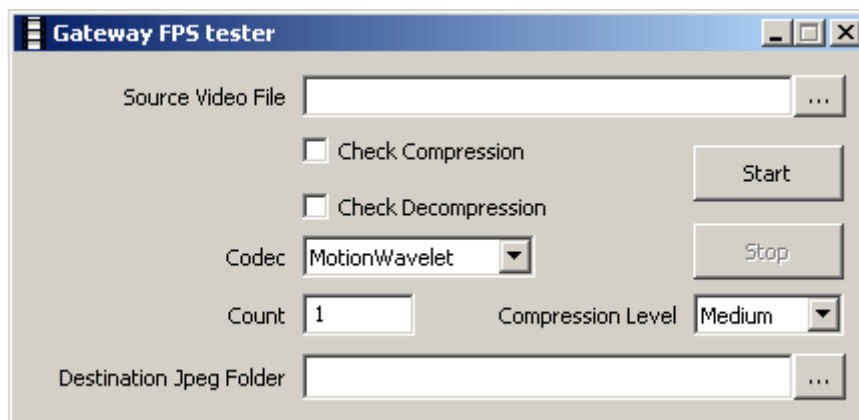 Gateway FPS tester
Source Video File ...
Check Compression
Start
Check Decompression
Codec MotionWavelet Stop
Count 1 Compression Level Medium
Destination Jpeg Folder ...